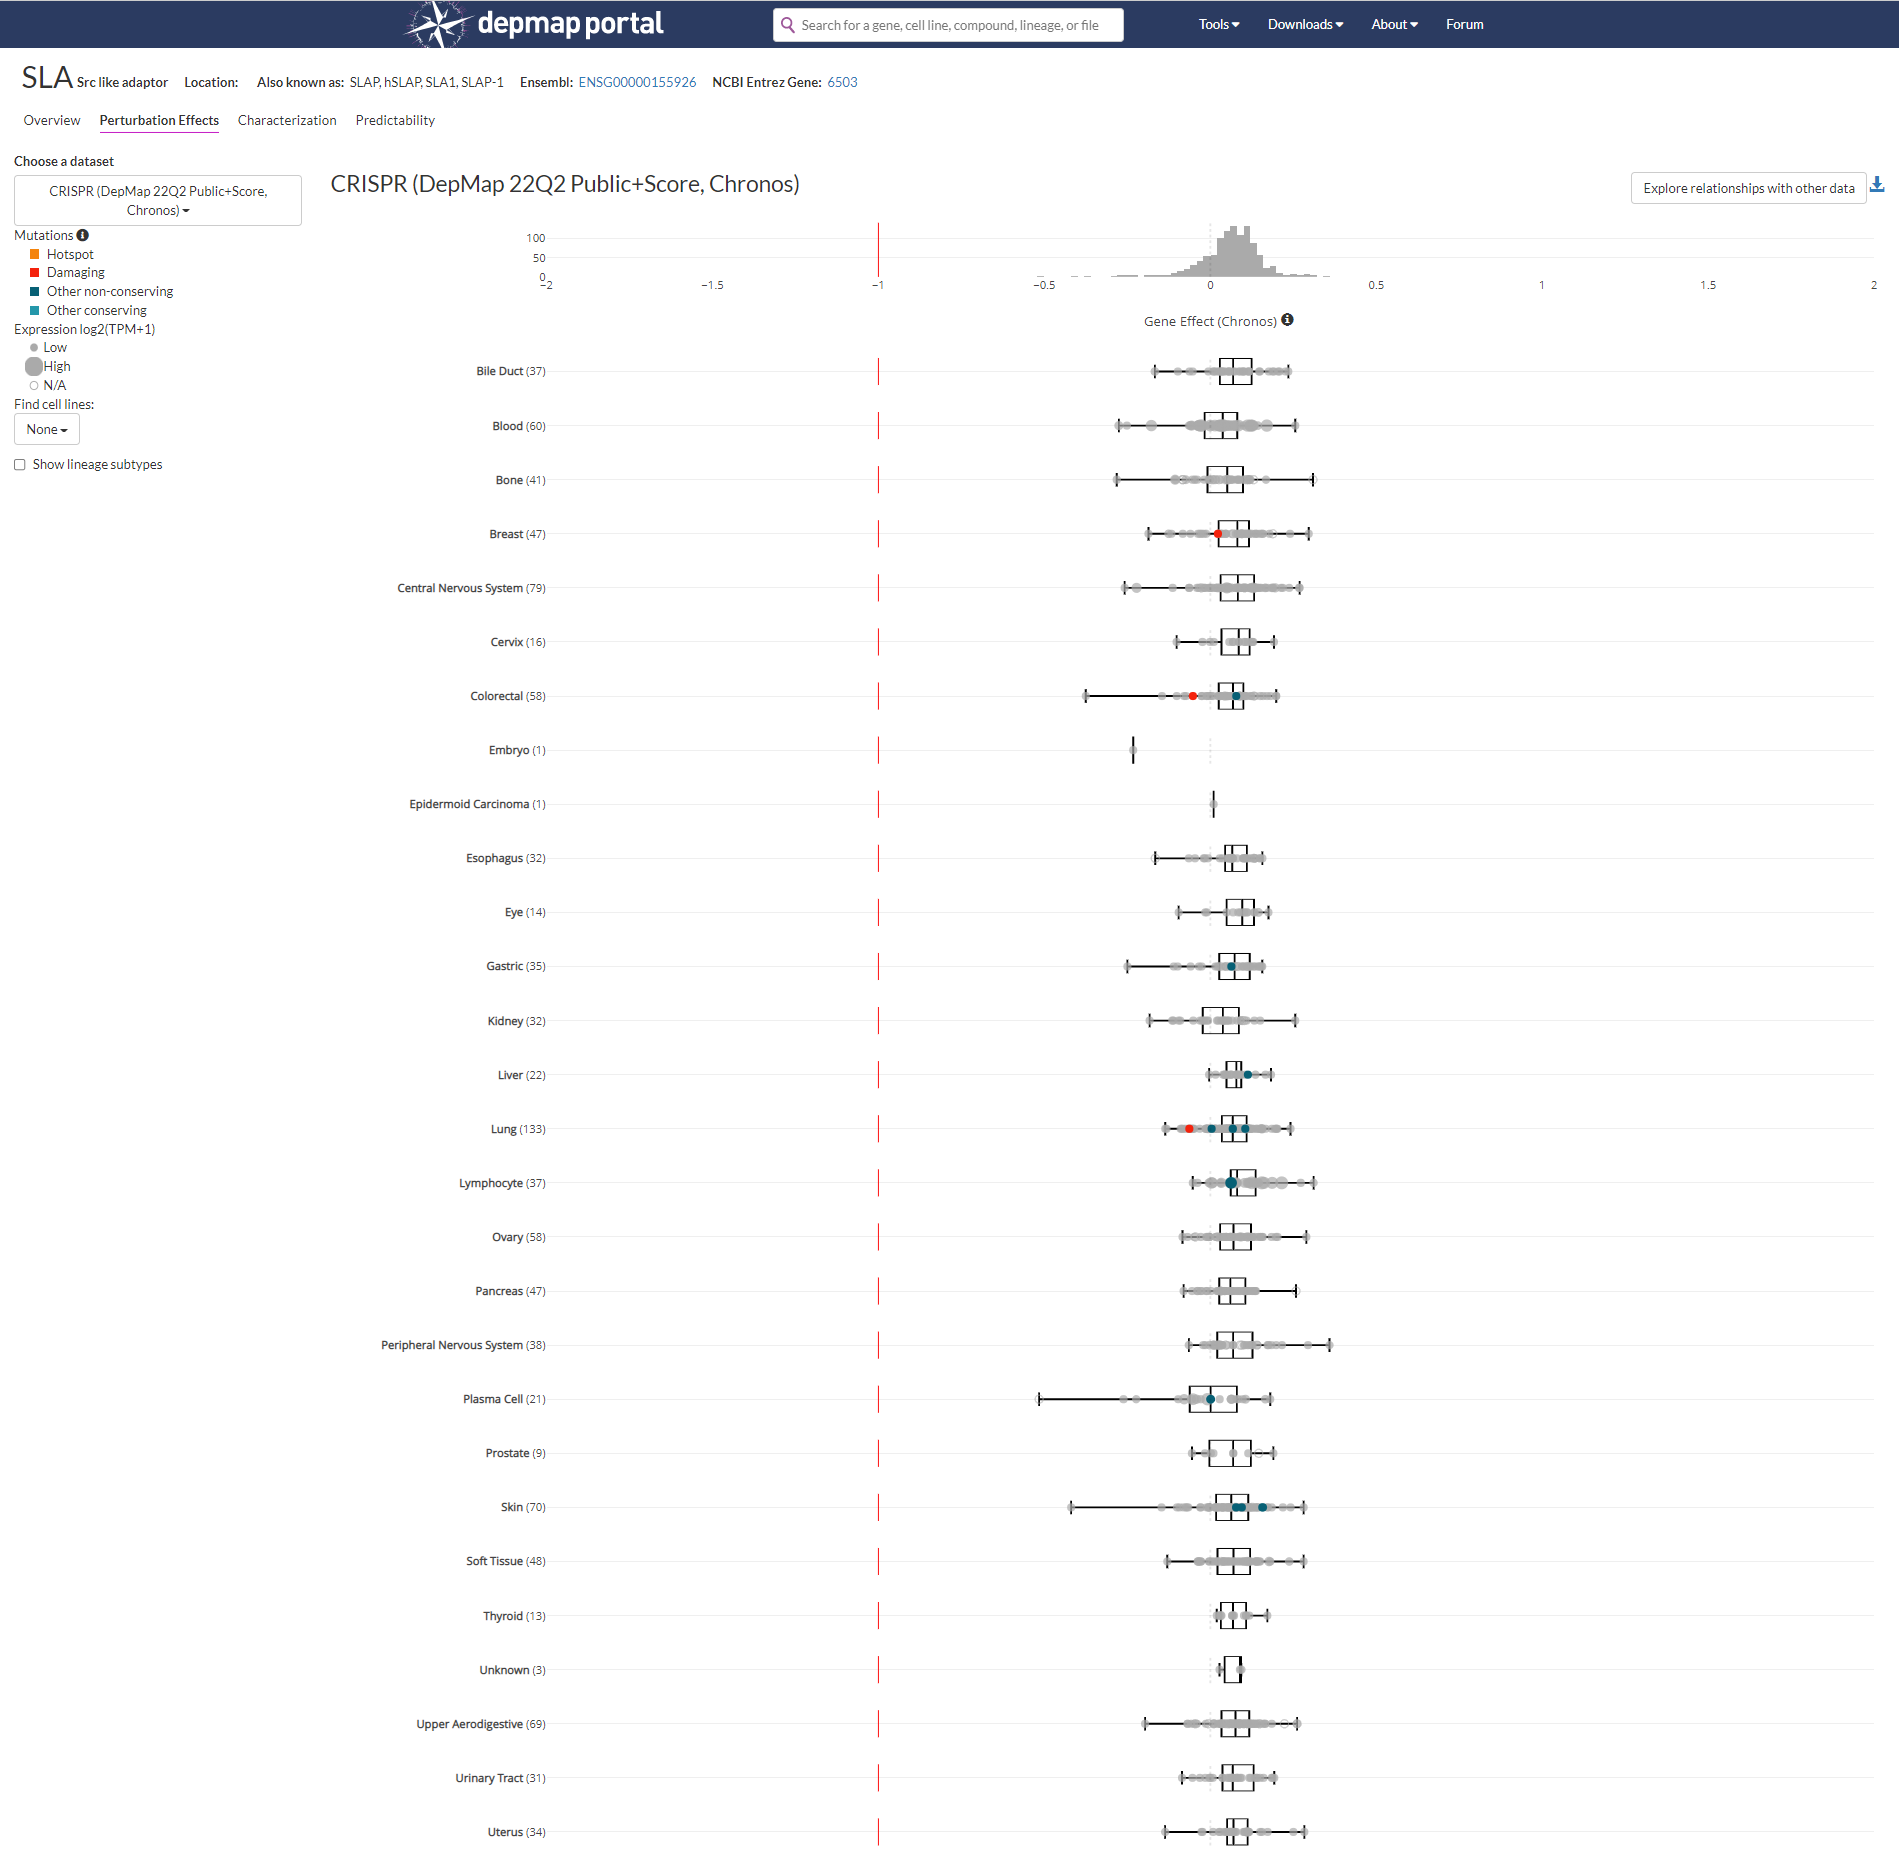 depmap portal
Search for a gene, cell line, compound, lineage, or file
Tools Downloads About Forum
SLA Src like adaptor Location: Also known as: SLAP, hSLAP, SLA1, SLAP-1 Ensembl: ENSG00000155926 NCBI Entrez Gene: 6503
Overview Perturbation Effects Characterization Predictability
Choose a dataset
CRISPR (DepMap 22Q2 Public+Score,
Chronos)
Mutations
Hotspot
Damaging
Other non-conserving
Other conserving
Expression log2(TPM+1)
Low
High
N/A
Find cell lines:
None
Show lineage subtypes
CRISPR (DepMap 22Q2 Public+Score, Chronos)
Explore relationships with other data
100
50
0
−2 −1.5 −1 −0.5 0 0.5 1 1.5 2
Gene Effect (Chronos)
Bile Duct (37)
Blood (60)
Bone (41)
Breast (47)
Central Nervous System (79)
Cervix (16)
Colorectal (58)
Embryo (1)
Epidermoid Carcinoma (1)
Esophagus (32)
Eye (14)
Gastric (35)
Kidney (32)
Liver (22)
Lung (133)
Lymphocyte (37)
Ovary (58)
Pancreas (47)
Peripheral Nervous System (38)
Plasma Cell (21)
Prostate (9)
Skin (70)
Soft Tissue (48)
Thyroid (13)
Unknown (3)
Upper Aerodigestive (69)
Urinary Tract (31)
Uterus (34)